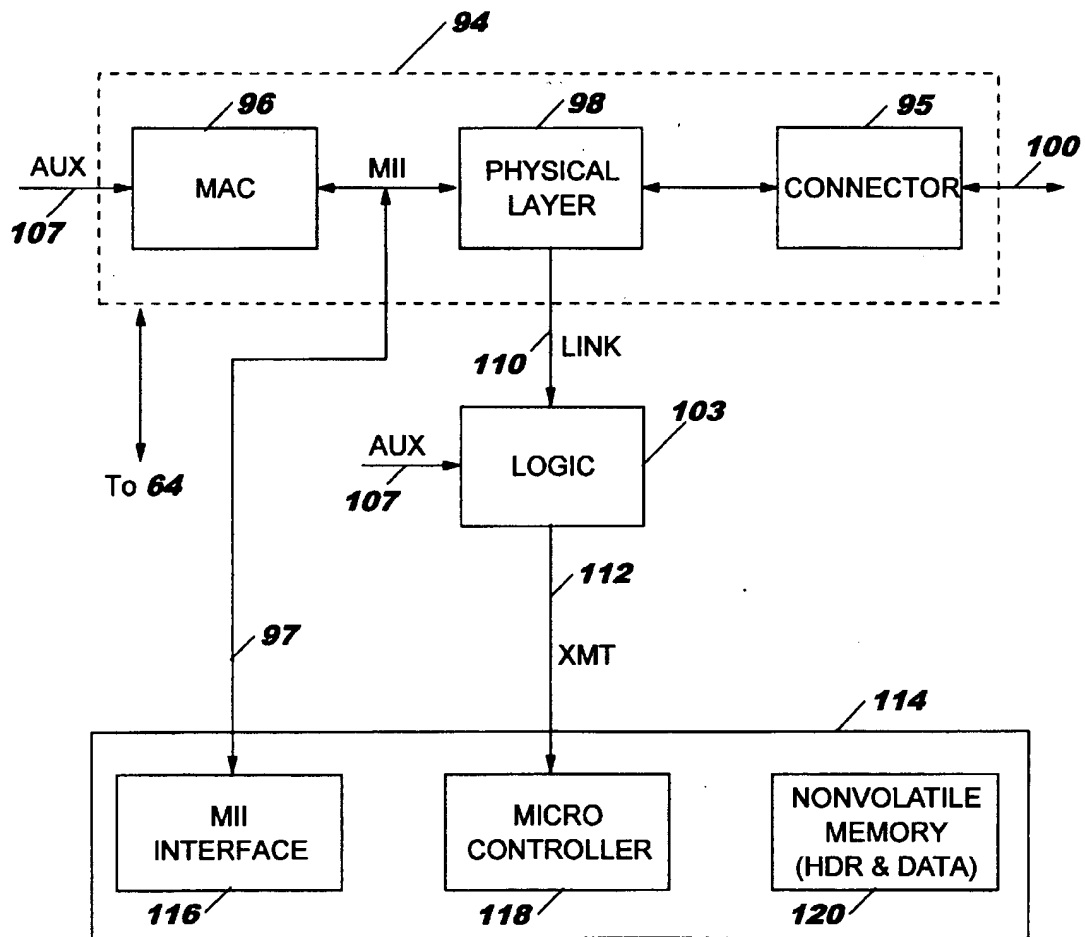 94
96
98
95
100
AUX
107
MAC
MII
PHYSICAL
LAYER
CONNECTOR
110
LINK
To 64
AUX
107
LOGIC
103
112
97
XMT
114
MII
INTERFACE
MICRO
CONTROLLER
NONVOLATILE
MEMORY
(HDR & DATA)
116
118
120